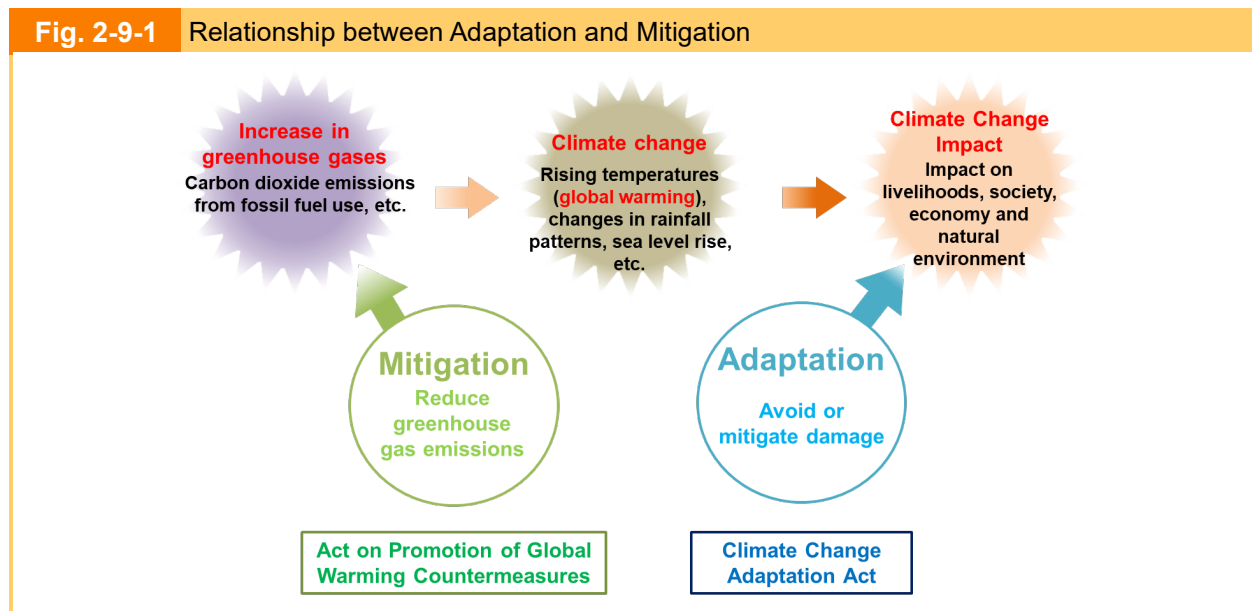 Fig. 2-9-1
Relationship between Adaptation and Mitigation
Increase in
greenhouse gases
Carbon dioxide emissions
from fossil fuel use, etc.
Climate change
Rising temperatures
(global warming),
changes in rainfall
patterns, sea level rise,
etc.
Climate Change
Impact
Impact on
livelihoods, society,
economy and
natural
environment
Mitigation
Reduce
greenhouse
gas emissions
Adaptation
Avoid or
mitigate damage
Act on Promotion of Global
Warming Countermeasures
Climate Change
Adaptation Act